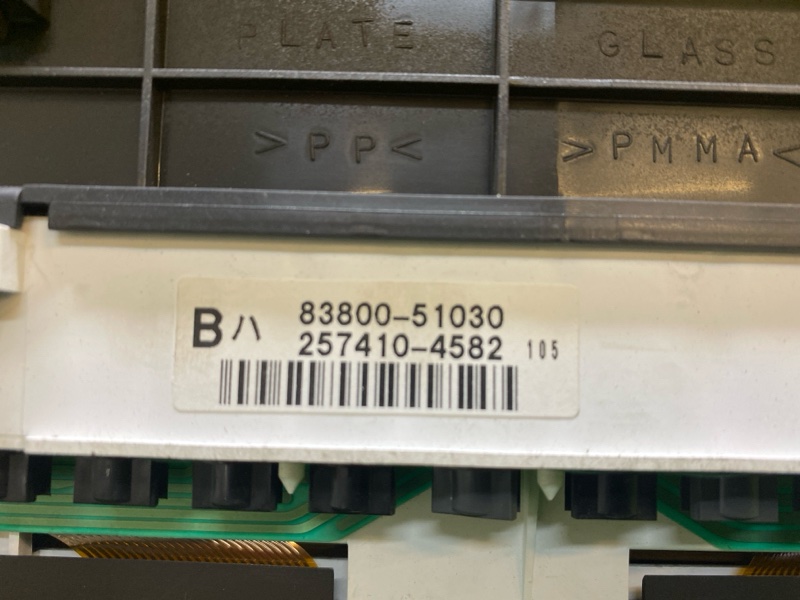 PLATE GLASS
>PP< >PMMA<
B ハ 83800-51030
257410-4582 105